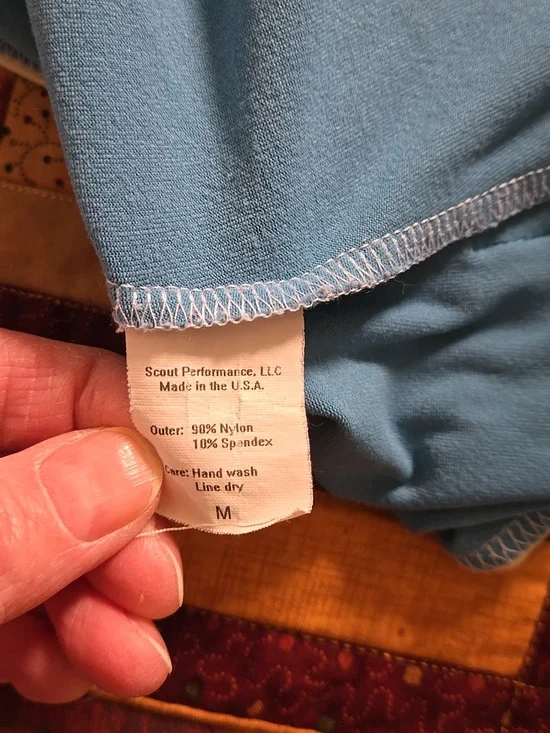 Scout Performance, LLC
Made in the U.S.A.
Outer: 90% Nylon
10% Spandex
Care: Hand wash
Line dry
M